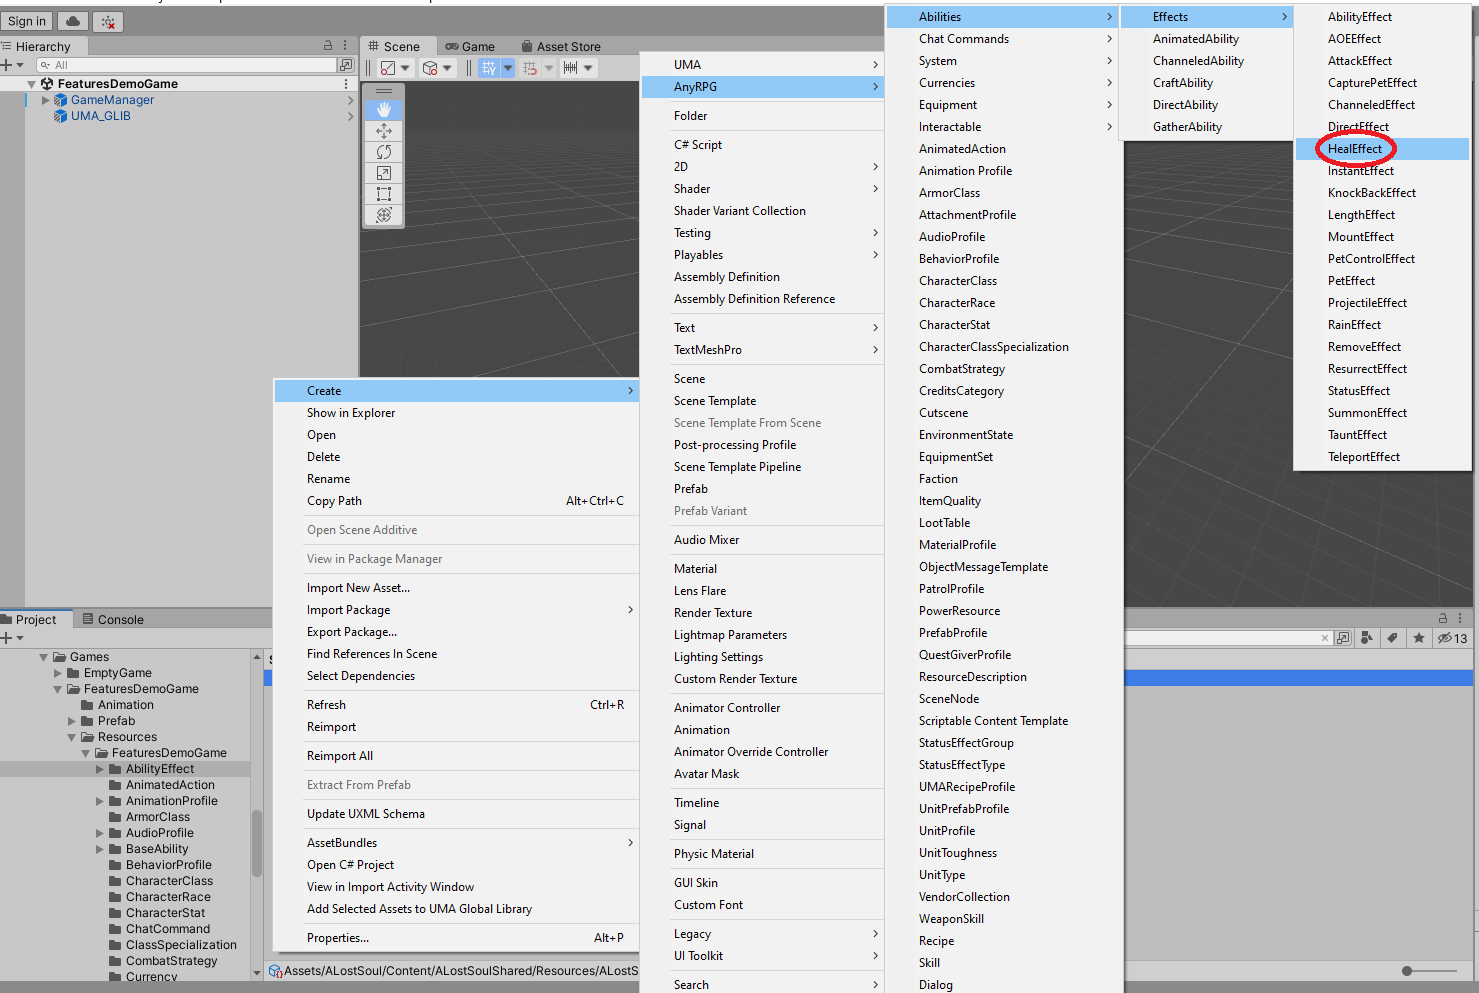 Sign in
Hierarchy
All
FeaturesDemoGame
GameManager
UMA_GLIB
Scene
Game
Asset Store
Create
Show in Explorer
Open
Delete
Rename
Copy Path Alt+Ctrl+C
Open Scene Additive
View in Package Manager
Import New Asset...
Import Package
Export Package...
Find References In Scene
Select Dependencies
Refresh Ctrl+R
Reimport
Reimport All
Extract From Prefab
Update UXML Schema
AssetBundles
Open C# Project
View in Import Activity Window
Add Selected Assets to UMA Global Library
Properties... Alt+P
UMA
AnyRPG
Folder
C# Script
2D
Shader
Shader Variant Collection
Testing
Playables
Assembly Definition
Assembly Definition Reference
Text
TextMeshPro
Scene
Scene Template
Scene Template From Scene
Post-processing Profile
Scene Template Pipeline
Prefab
Prefab Variant
Audio Mixer
Material
Lens Flare
Render Texture
Lightmap Parameters
Lighting Settings
Custom Render Texture
Animator Controller
Animation
Animator Override Controller
Avatar Mask
Timeline
Signal
Physic Material
GUI Skin
Custom Font
Legacy
UI Toolkit
Search
Abilities
Chat Commands
System
Currencies
Equipment
Interactable
AnimatedAction
Animation Profile
ArmorClass
AttachmentProfile
AudioProfile
BehaviorProfile
CharacterClass
CharacterRace
CharacterStat
CharacterClassSpecialization
CombatStrategy
CreditsCategory
Cutscene
EnvironmentState
EquipmentSet
Faction
ItemQuality
LootTable
MaterialProfile
ObjectMessageTemplate
PatrolProfile
PowerResource
PrefabProfile
QuestGiverProfile
ResourceDescription
SceneNode
Scriptable Content Template
StatusEffectGroup
StatusEffectType
UMARecipeProfile
UnitPrefabProfile
UnitProfile
UnitToughness
UnitType
VendorCollection
WeaponSkill
Recipe
Skill
Dialog
Effects
AnimatedAbility
ChanneledAbility
CraftAbility
DirectAbility
GatherAbility
AbilityEffect
AOEEffect
AttackEffect
CapturePetEffect
ChanneledEffect
DirectEffect
HealEffect
InstantEffect
KnockBackEffect
LengthEffect
MountEffect
PetControlEffect
PetEffect
ProjectileEffect
RainEffect
RemoveEffect
ResurrectEffect
StatusEffect
SummonEffect
TauntEffect
TeleportEffect
Project
Console
13
Games
EmptyGame
FeaturesDemoGame
Animation
Prefab
Resources
FeaturesDemoGame
AbilityEffect
AnimatedAction
AnimationProfile
ArmorClass
AudioProfile
BaseAbility
BehaviorProfile
CharacterClass
CharacterRace
CharacterStat
ChatCommand
ClassSpecialization
CombatStrategy
Currency
Assets/ALostSoul/Content/ALostSoulShared/Resources/ALostS